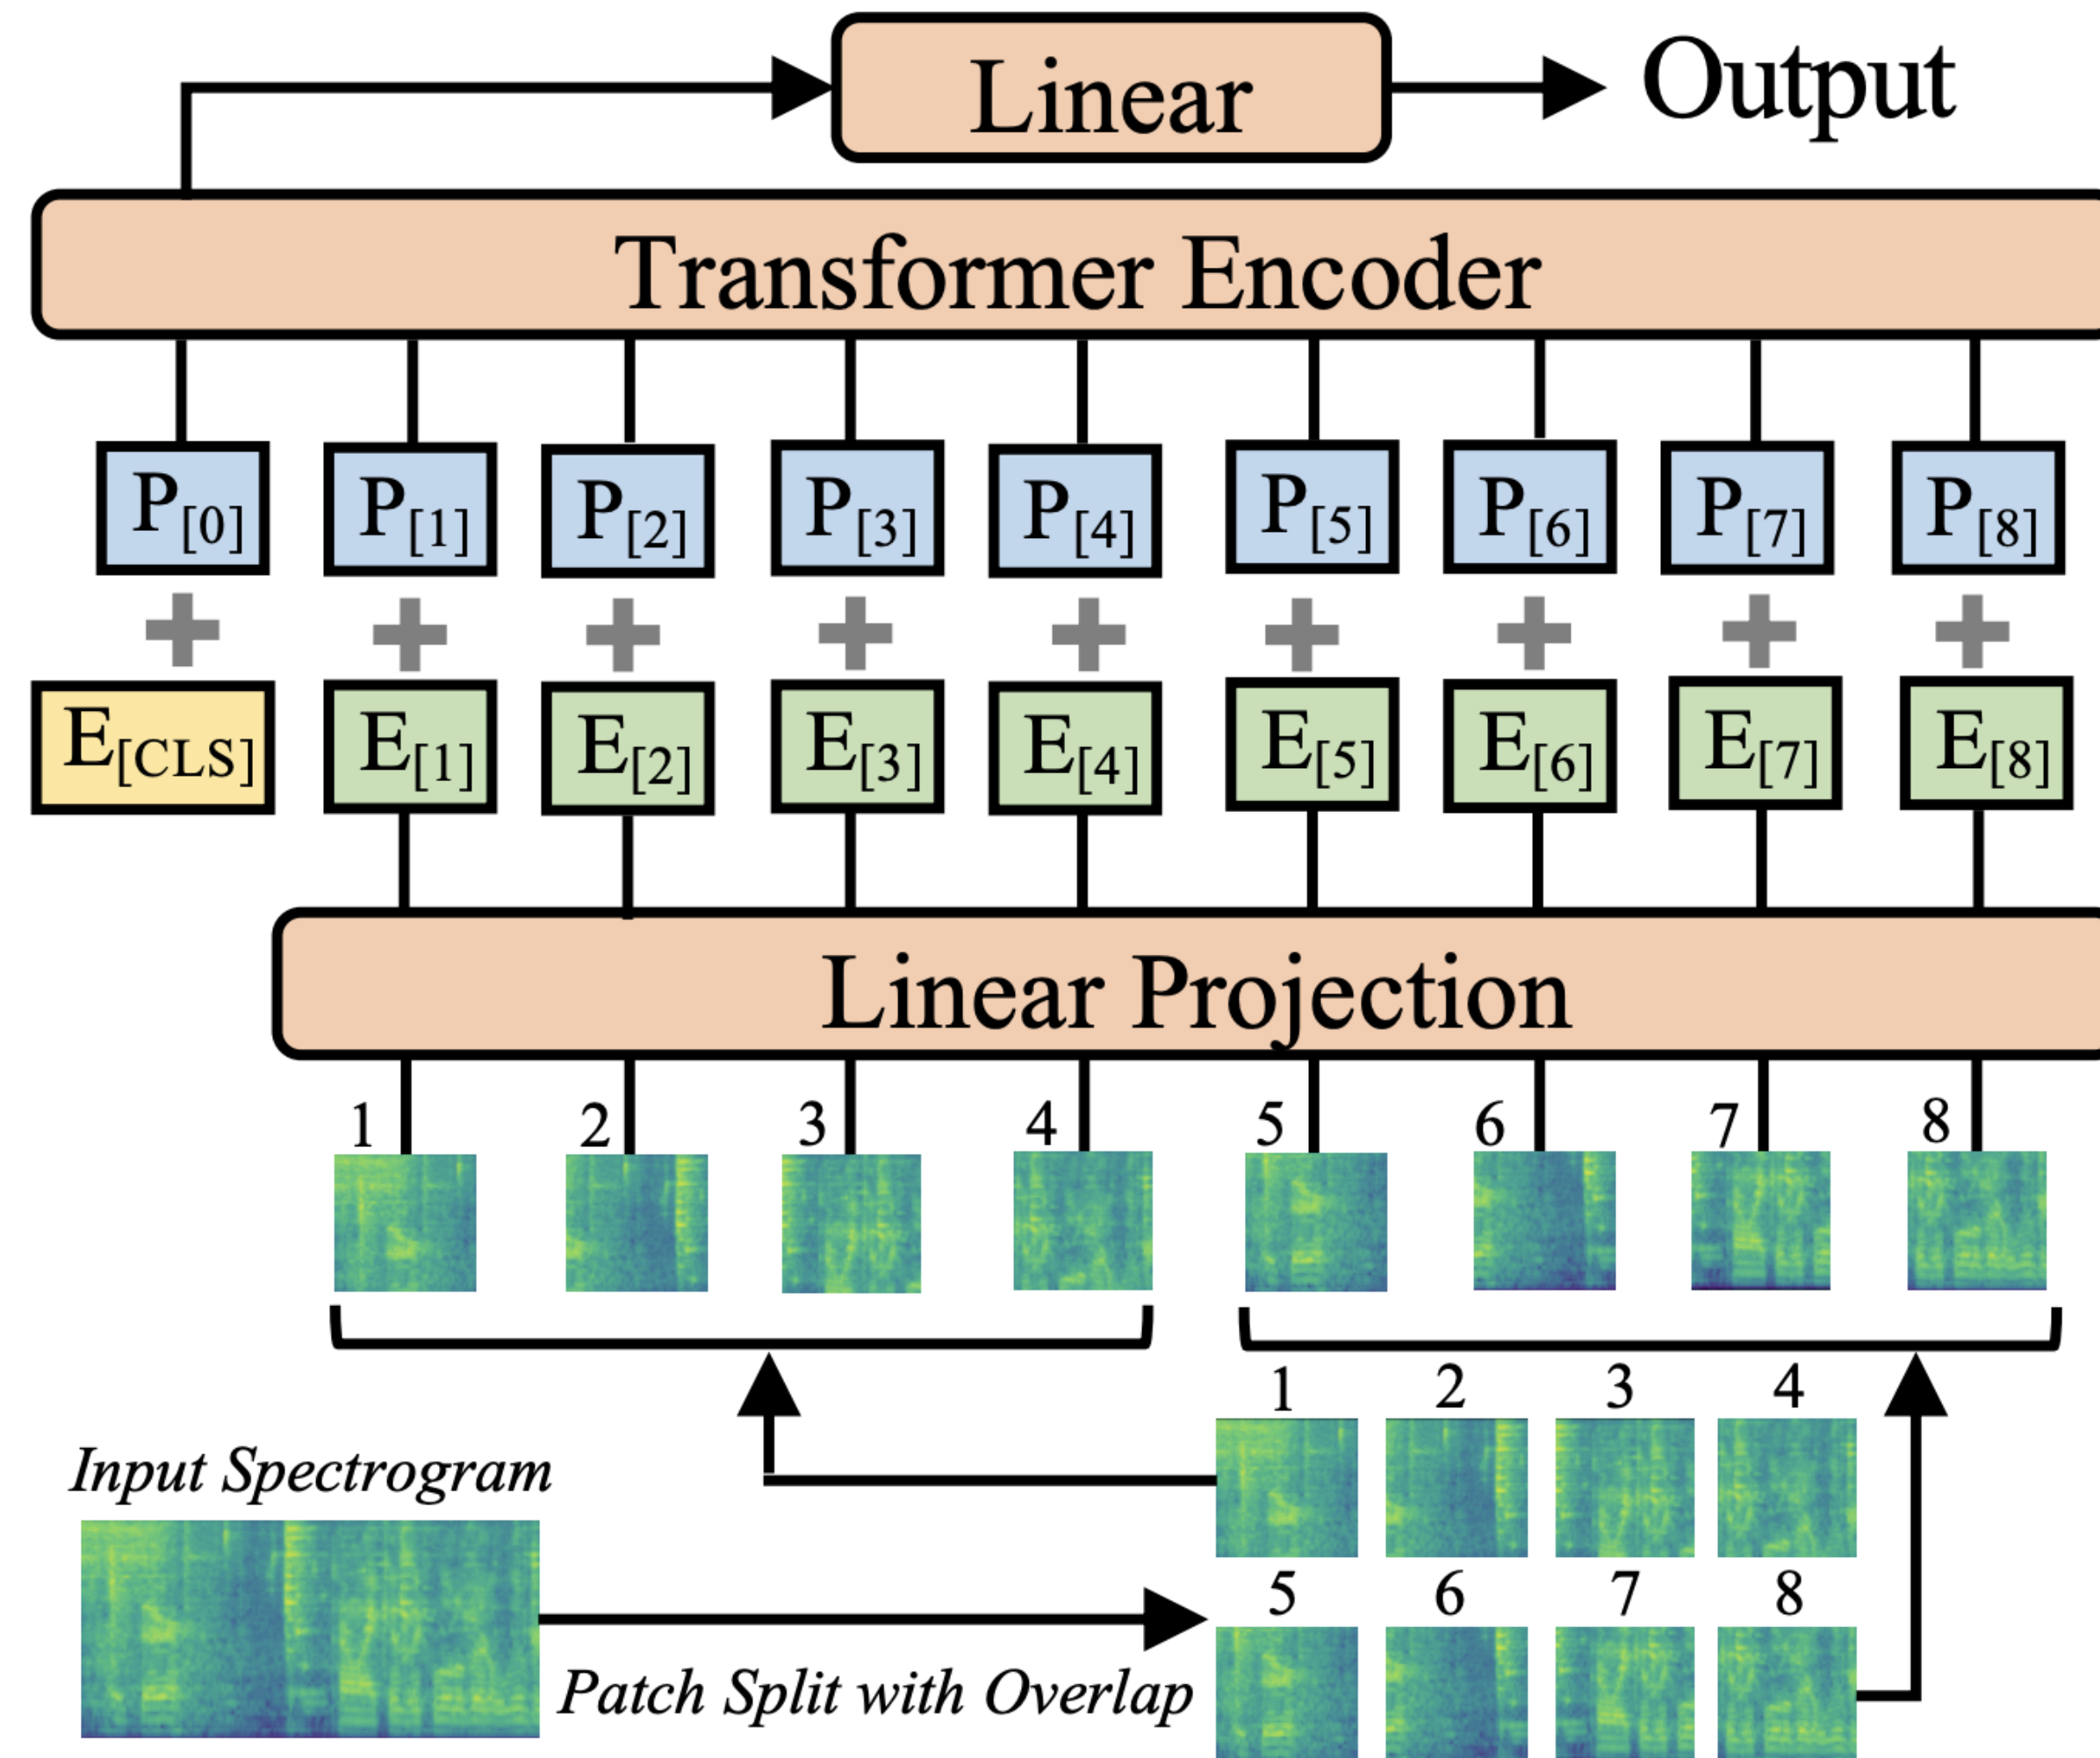 Linear Output
Transformer Encoder
P[0] P[1] P[2] P[3] P[4] P[5] P[6] P[7] P[8]
+ + + + + + + + +
E[CLS] E[1] E[2] E[3] E[4] E[5] E[6] E[7] E[8]
Linear Projection
1 2 3 4 5 6 7 8
1 2 3 4
Input Spectrogram
5 6 7 8
Patch Split with Overlap